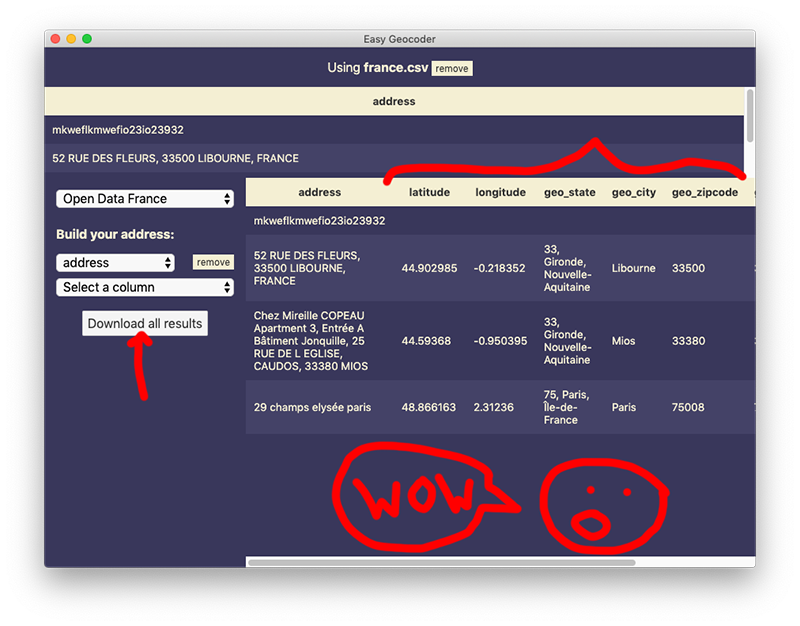 Easy Geocoder
Using france.csv remove
address
mkweflkmwefio23io23932
52 RUE DES FLEURS, 33500 LIBOURNE, FRANCE
Open Data France
Build your address:
address remove
Select a column
Download all results
address latitude longitude geo_state geo_city geo_zipcode
mkweflkmwefio23io23932
52 RUE DES FLEURS,
33500 LIBOURNE,
FRANCE
44.902985 -0.218352
33,
Gironde,
Nouvelle-
Aquitaine
Libourne 33500
Chez Mireille COPEAU
Apartment 3, Entrée A
Bâtiment Jonquille, 25
RUE DE L EGLISE,
CAUDOS, 33380 MIOS
44.59368 -0.950395
33,
Gironde,
Nouvelle-
Aquitaine
Mios 33380
29 champs elysée paris
48.866163 2.31236
75, Paris,
Île-de-
France
Paris 75008
WOW